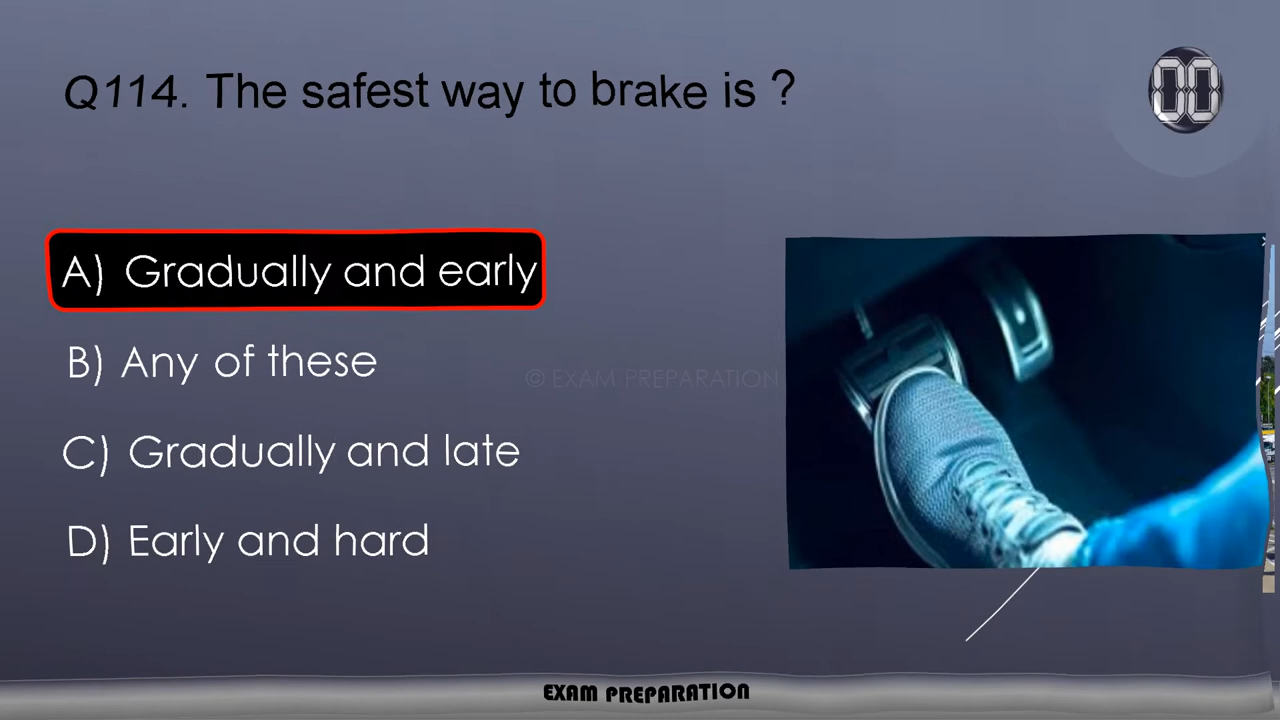 Q114. The safest way to brake is ?
00
A) Gradually and early
B) Any of these
© EXAM PREPARATION
C) Gradually and late
D) Early and hard
EXAM PREPARATION